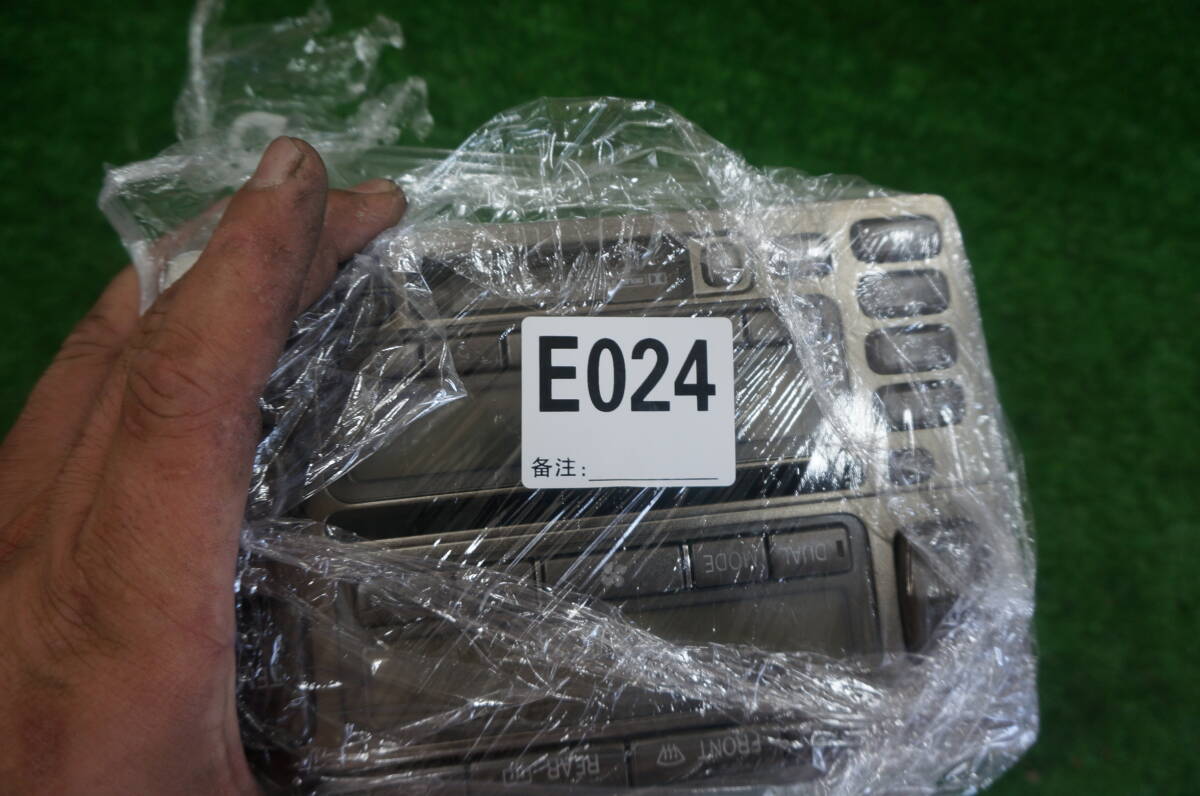 E024
备注:
DUAL
MODE
FRONT
REAR